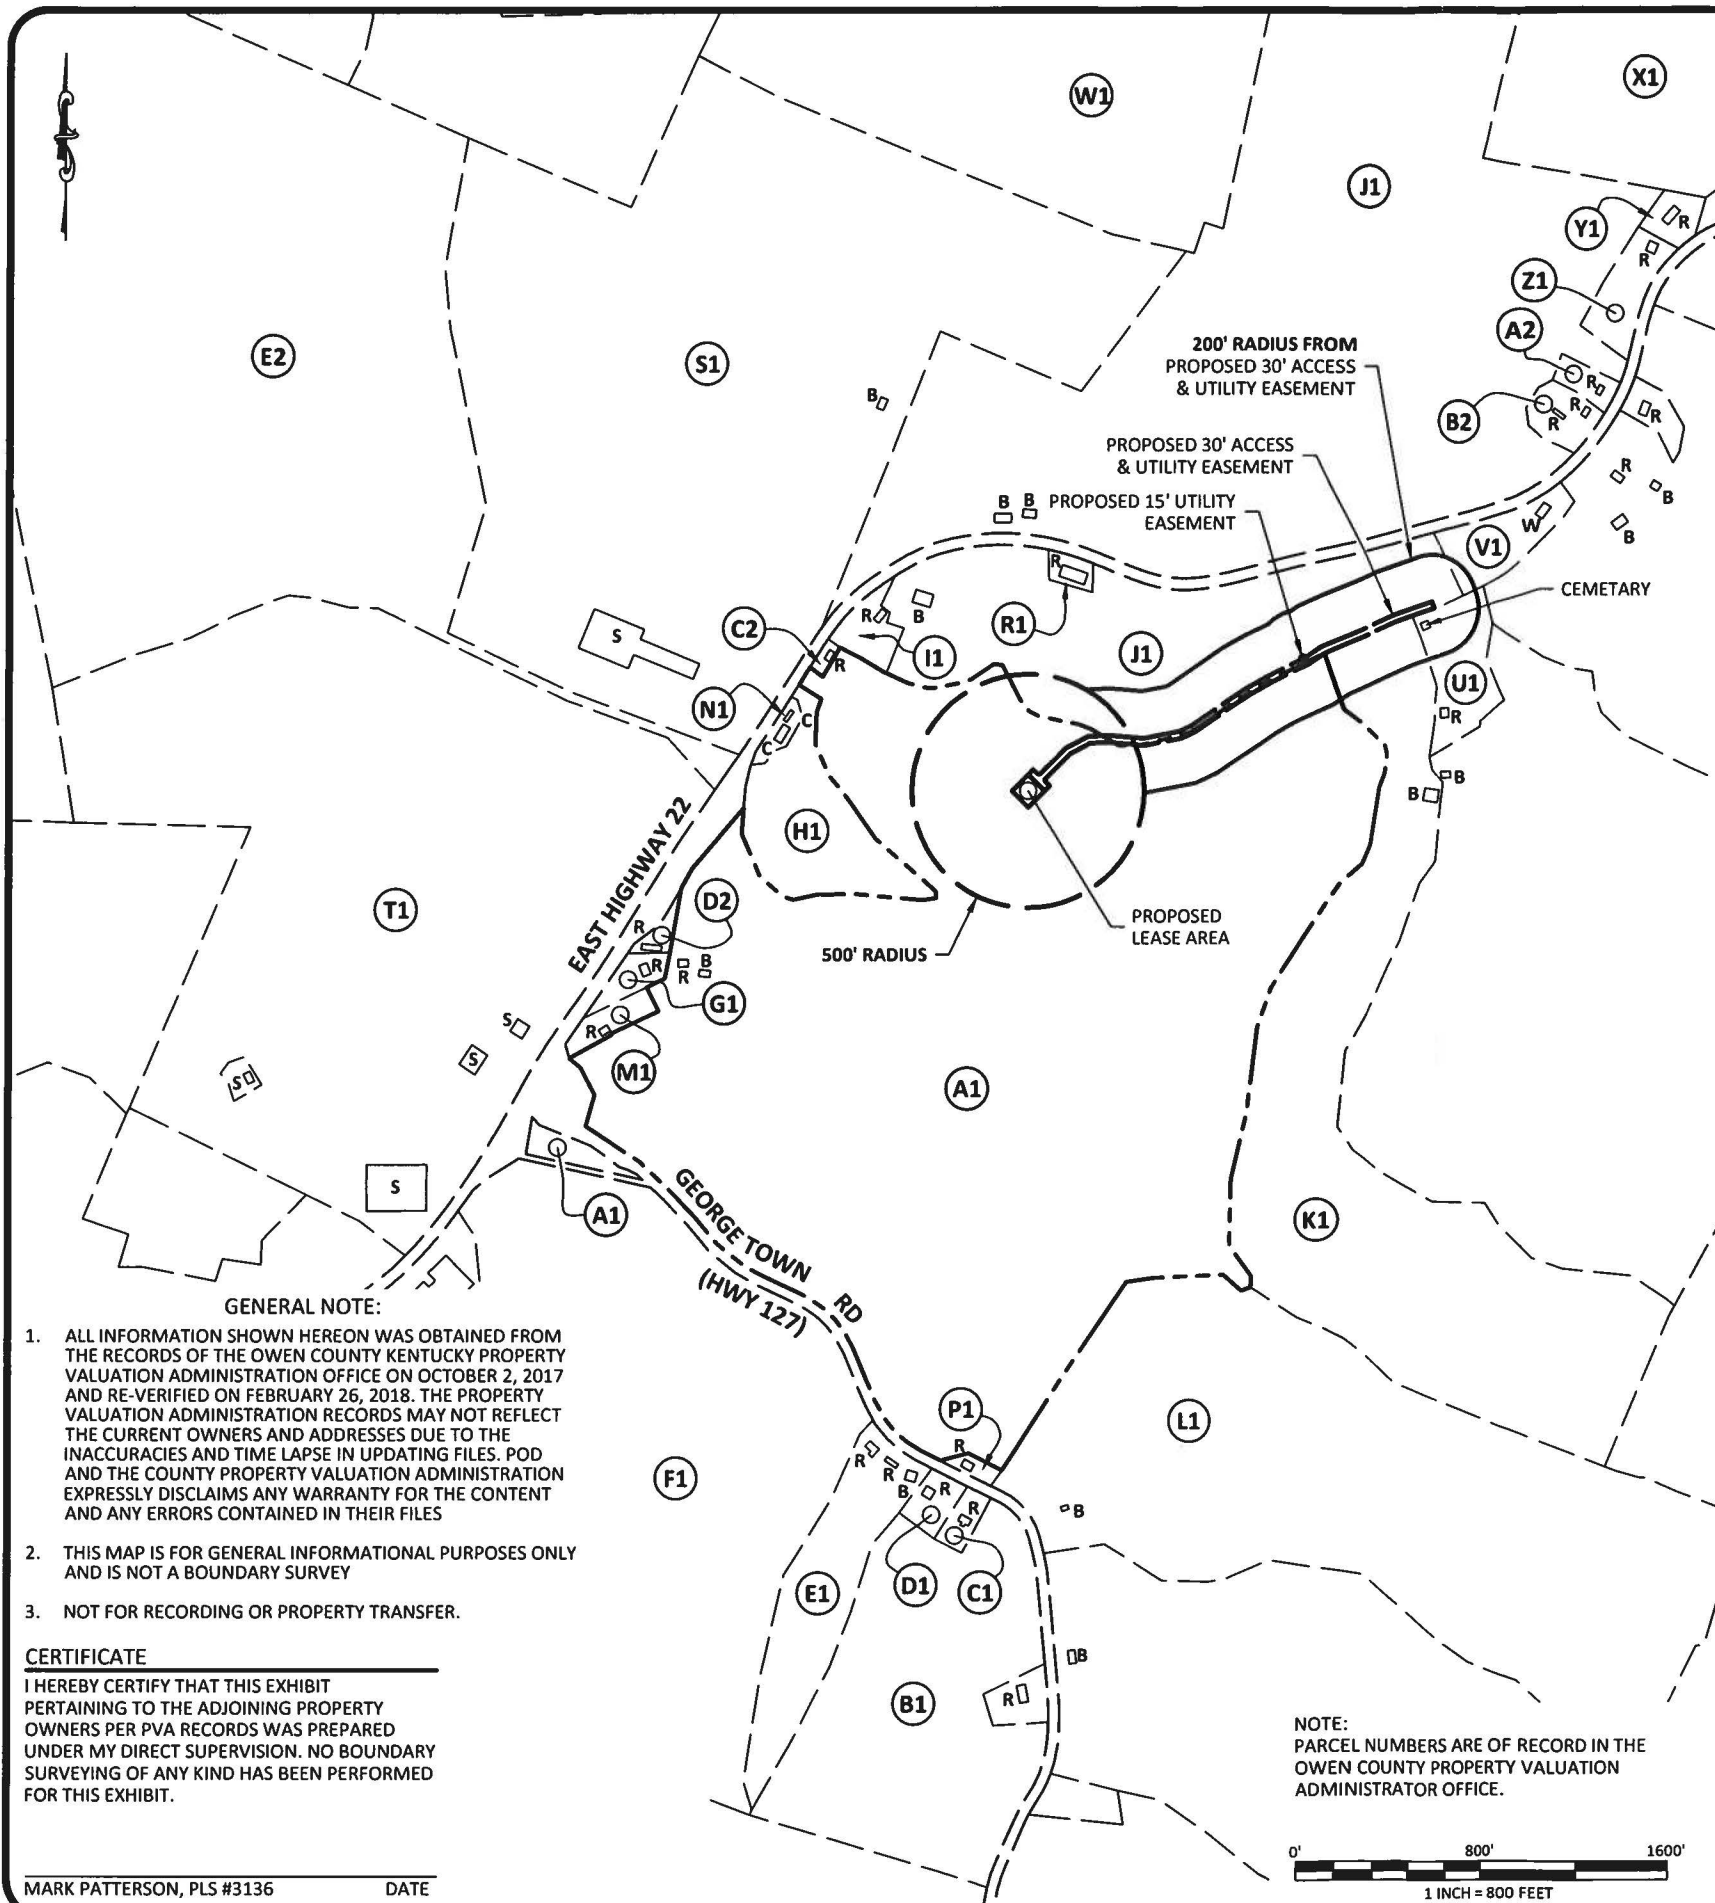 W1
X1
J1
Y1
R
R
Z1
E2
S1
A2
200' RADIUS FROM
PROPOSED 30' ACCESS
& UTILITY EASEMENT
R
B
B2
R
R
R
PROPOSED 30' ACCESS
& UTILITY EASEMENT
R
B
B B
PROPOSED 15' UTILITY
EASEMENT
W
B
V1
R
CEMETARY
R
B
R1
C2
S
R
I1
J1
U1
N1
C
C
R
B
B
H1
EAST HIGHWAY 22
T1
D2
R
PROPOSED
LEASE AREA
500' RADIUS
R
R
B
G1
S
R
S
S
M1
A1
S
A1
GEORGE TOWN
RD
(HWY 127)
K1
GENERAL NOTE:
1. ALL INFORMATION SHOWN HEREON WAS OBTAINED FROM
THE RECORDS OF THE OWEN COUNTY KENTUCKY PROPERTY
VALUATION ADMINISTRATION OFFICE ON OCTOBER 2, 2017
AND RE-VERIFIED ON FEBRUARY 26, 2018. THE PROPERTY
VALUATION ADMINISTRATION RECORDS MAY NOT REFLECT
THE CURRENT OWNERS AND ADDRESSES DUE TO THE
INACCURACIES AND TIME LAPSE IN UPDATING FILES. POD
AND THE COUNTY PROPERTY VALUATION ADMINISTRATION
EXPRESSLY DISCLAIMS ANY WARRANTY FOR THE CONTENT
AND ANY ERRORS CONTAINED IN THEIR FILES
2. THIS MAP IS FOR GENERAL INFORMATIONAL PURPOSES ONLY
AND IS NOT A BOUNDARY SURVEY
3. NOT FOR RECORDING OR PROPERTY TRANSFER.
P1
L1
R
R
R
B
R
R
F1
B
E1
D1
C1
B
B1
R
CERTIFICATE
I HEREBY CERTIFY THAT THIS EXHIBIT
PERTAINING TO THE ADJOINING PROPERTY
OWNERS PER PVA RECORDS WAS PREPARED
UNDER MY DIRECT SUPERVISION. NO BOUNDARY
SURVEYING OF ANY KIND HAS BEEN PERFORMED
FOR THIS EXHIBIT.
MARK PATTERSON, PLS #3136 DATE
NOTE:
PARCEL NUMBERS ARE OF RECORD IN THE
OWEN COUNTY PROPERTY VALUATION
ADMINISTRATOR OFFICE.
0' 800' 1600'
1 INCH = 800 FEET